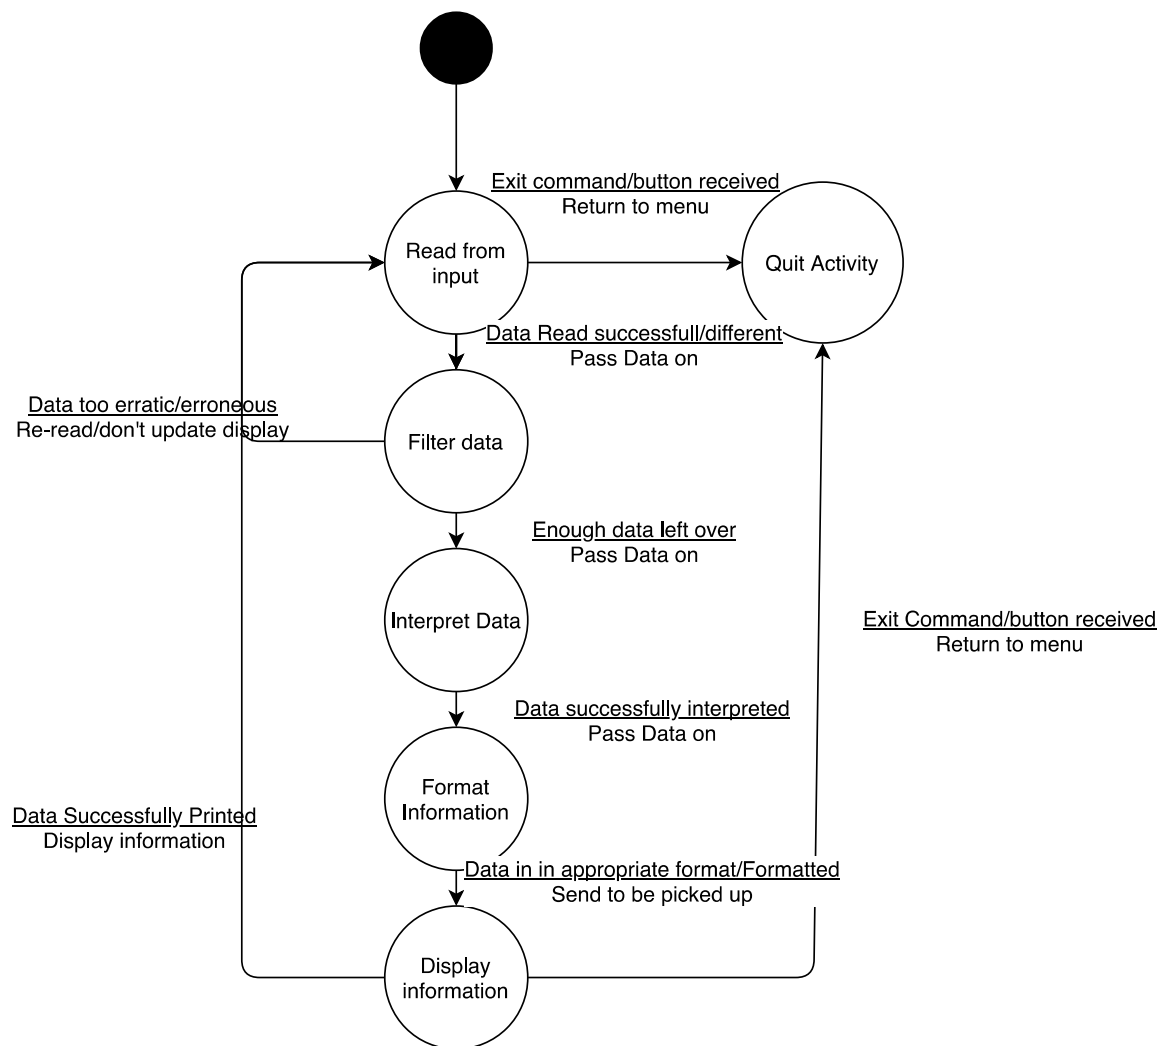 Exit command/button received
Return to menu
Read from
input
Quit Activity
Data Read successfull/different
Pass Data on
Data too erratic/erroneous
Re-read/don't update display
Filter data
Enough data left over
Pass Data on
Interpret Data
Exit Command/button received
Return to menu
Data successfully interpreted
Pass Data on
Format
Information
Data Successfully Printed
Display information
Data in in appropriate format/Formatted
Send to be picked up
Display
information